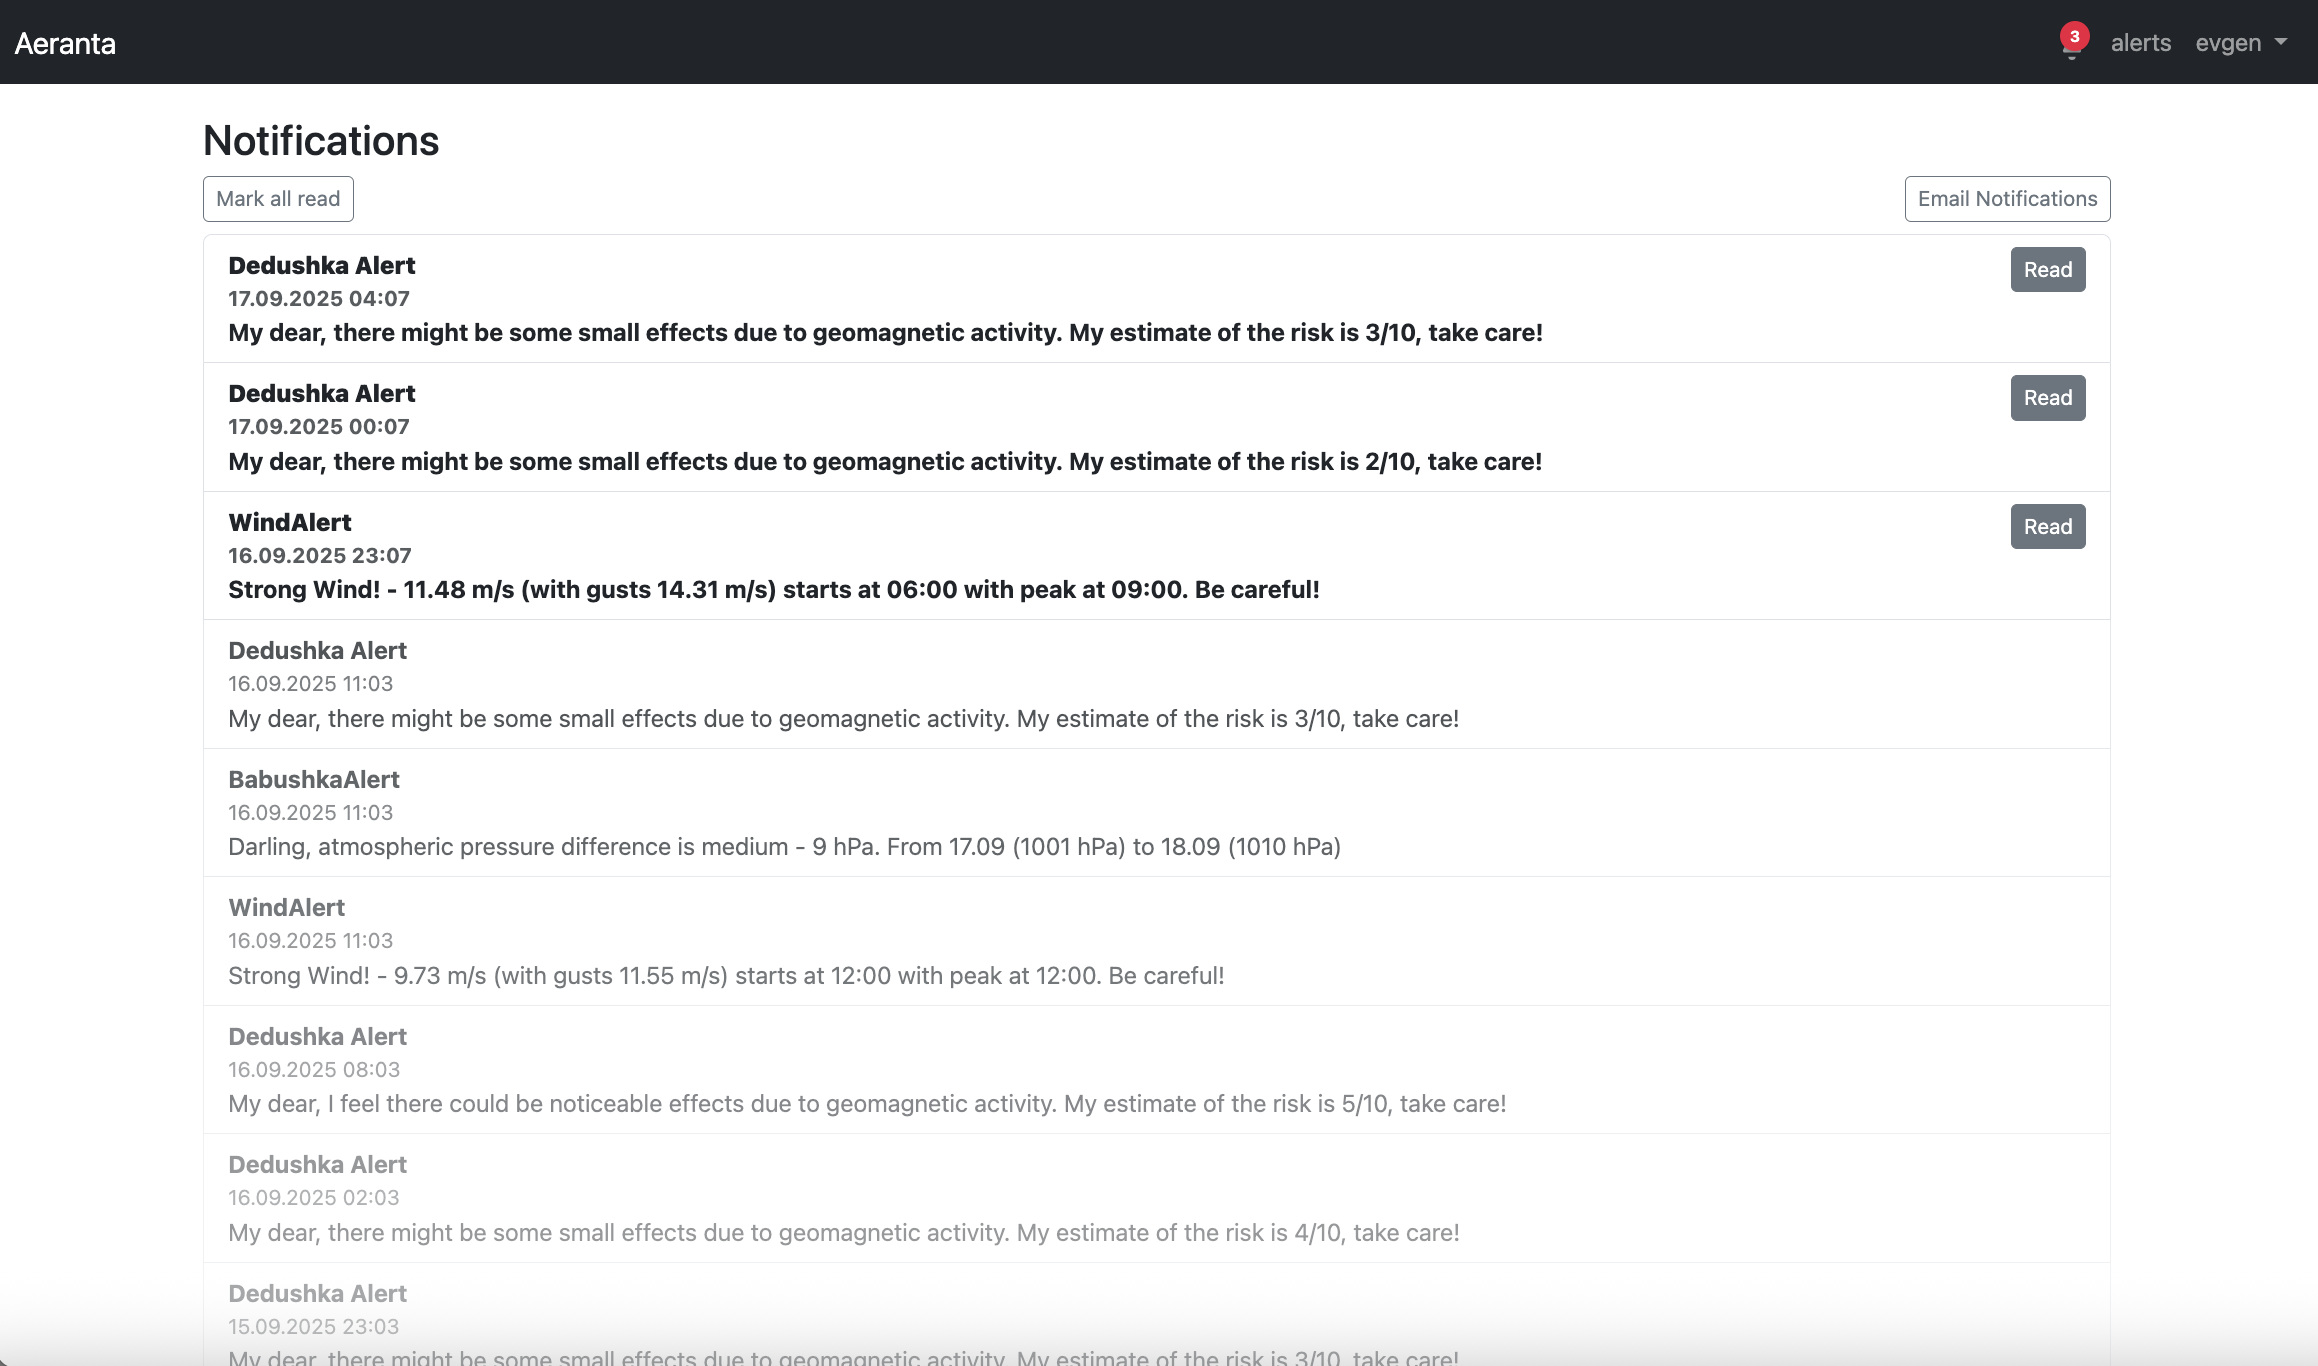 Aeranta
3
alerts
evgen
Notifications
Mark all read
Email Notifications
Dedushka Alert
Read
17.09.2025 04:07
My dear, there might be some small effects due to geomagnetic activity. My estimate of the risk is 3/10, take care!
Dedushka Alert
Read
17.09.2025 00:07
My dear, there might be some small effects due to geomagnetic activity. My estimate of the risk is 2/10, take care!
WindAlert
Read
16.09.2025 23:07
Strong Wind! - 11.48 m/s (with gusts 14.31 m/s) starts at 06:00 with peak at 09:00. Be careful!
Dedushka Alert
16.09.2025 11:03
My dear, there might be some small effects due to geomagnetic activity. My estimate of the risk is 3/10, take care!
BabushkaAlert
16.09.2025 11:03
Darling, atmospheric pressure difference is medium - 9 hPa. From 17.09 (1001 hPa) to 18.09 (1010 hPa)
WindAlert
16.09.2025 11:03
Strong Wind! - 9.73 m/s (with gusts 11.55 m/s) starts at 12:00 with peak at 12:00. Be careful!
Dedushka Alert
16.09.2025 08:03
My dear, I feel there could be noticeable effects due to geomagnetic activity. My estimate of the risk is 5/10, take care!
Dedushka Alert
16.09.2025 02:03
My dear, there might be some small effects due to geomagnetic activity. My estimate of the risk is 4/10, take care!
Dedushka Alert
15.09.2025 23:03
My dear, there might be some small effects due to geomagnetic activity. My estimate of the risk is 3/10, take care!